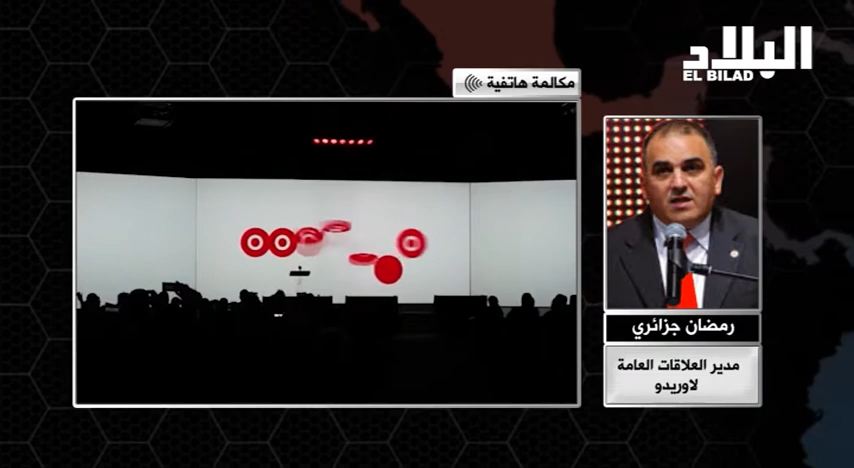 البلاد
EL BILAD
مكالمة هاتفية
رمضان جزائري
مدير العلاقات العامة
لاوريدو